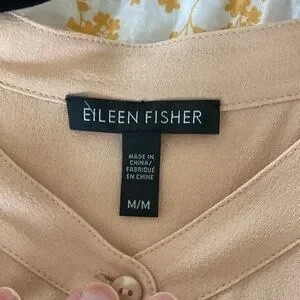 EILEEN FISHER
MADE IN
CHINA/
FABRIQUÉ
EN CHINE
M/M